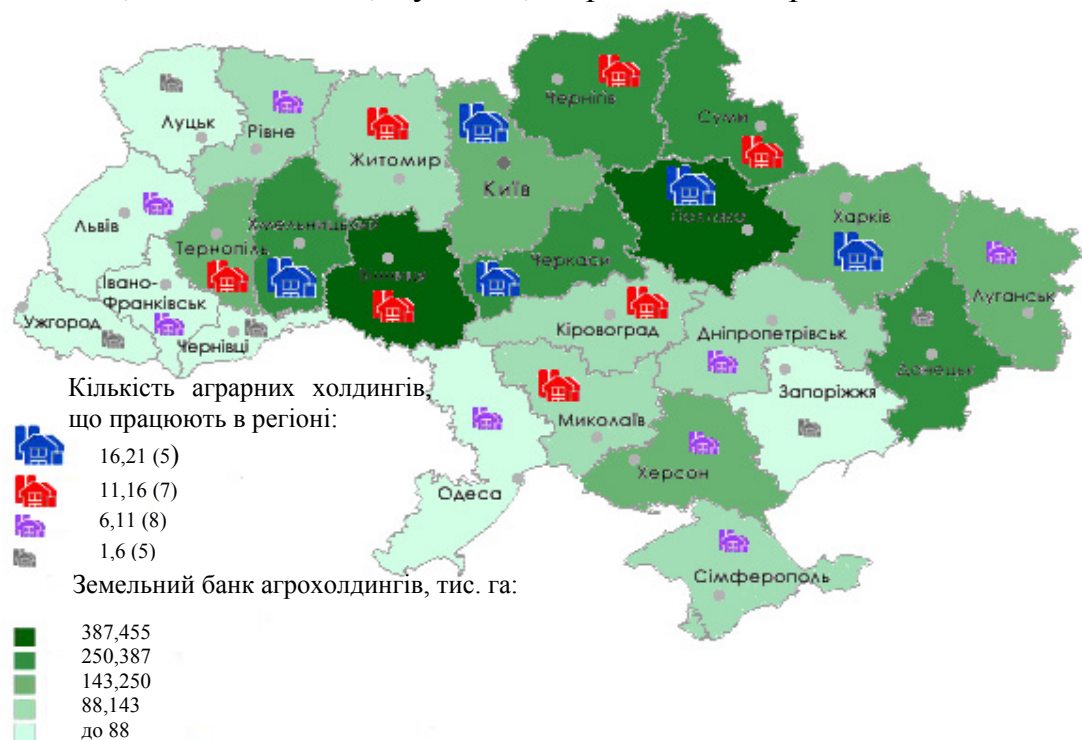 Чернігів
Суми
Луцьк
Рівне
Житомир
Київ
Полтава
Харків
Львів
Хмельницький
Тернопіль
Вінниця
Черкаси
Луганськ
Івано-
Франківськ
Ужгород
Чернівці
Кіровоград
Дніпропетрівськ
Донецьк
Запоріжжя
Миколаїв
Херсон
Одеса
Сімферополь
Кількість аграрних холдингів,
що працюють в регіоні:
16,21 (5)
11,16 (7)
6,11 (8)
1,6 (5)
Земельний банк агрохолдингів, тис. га:
387,455
250,387
143,250
88,143
до 88